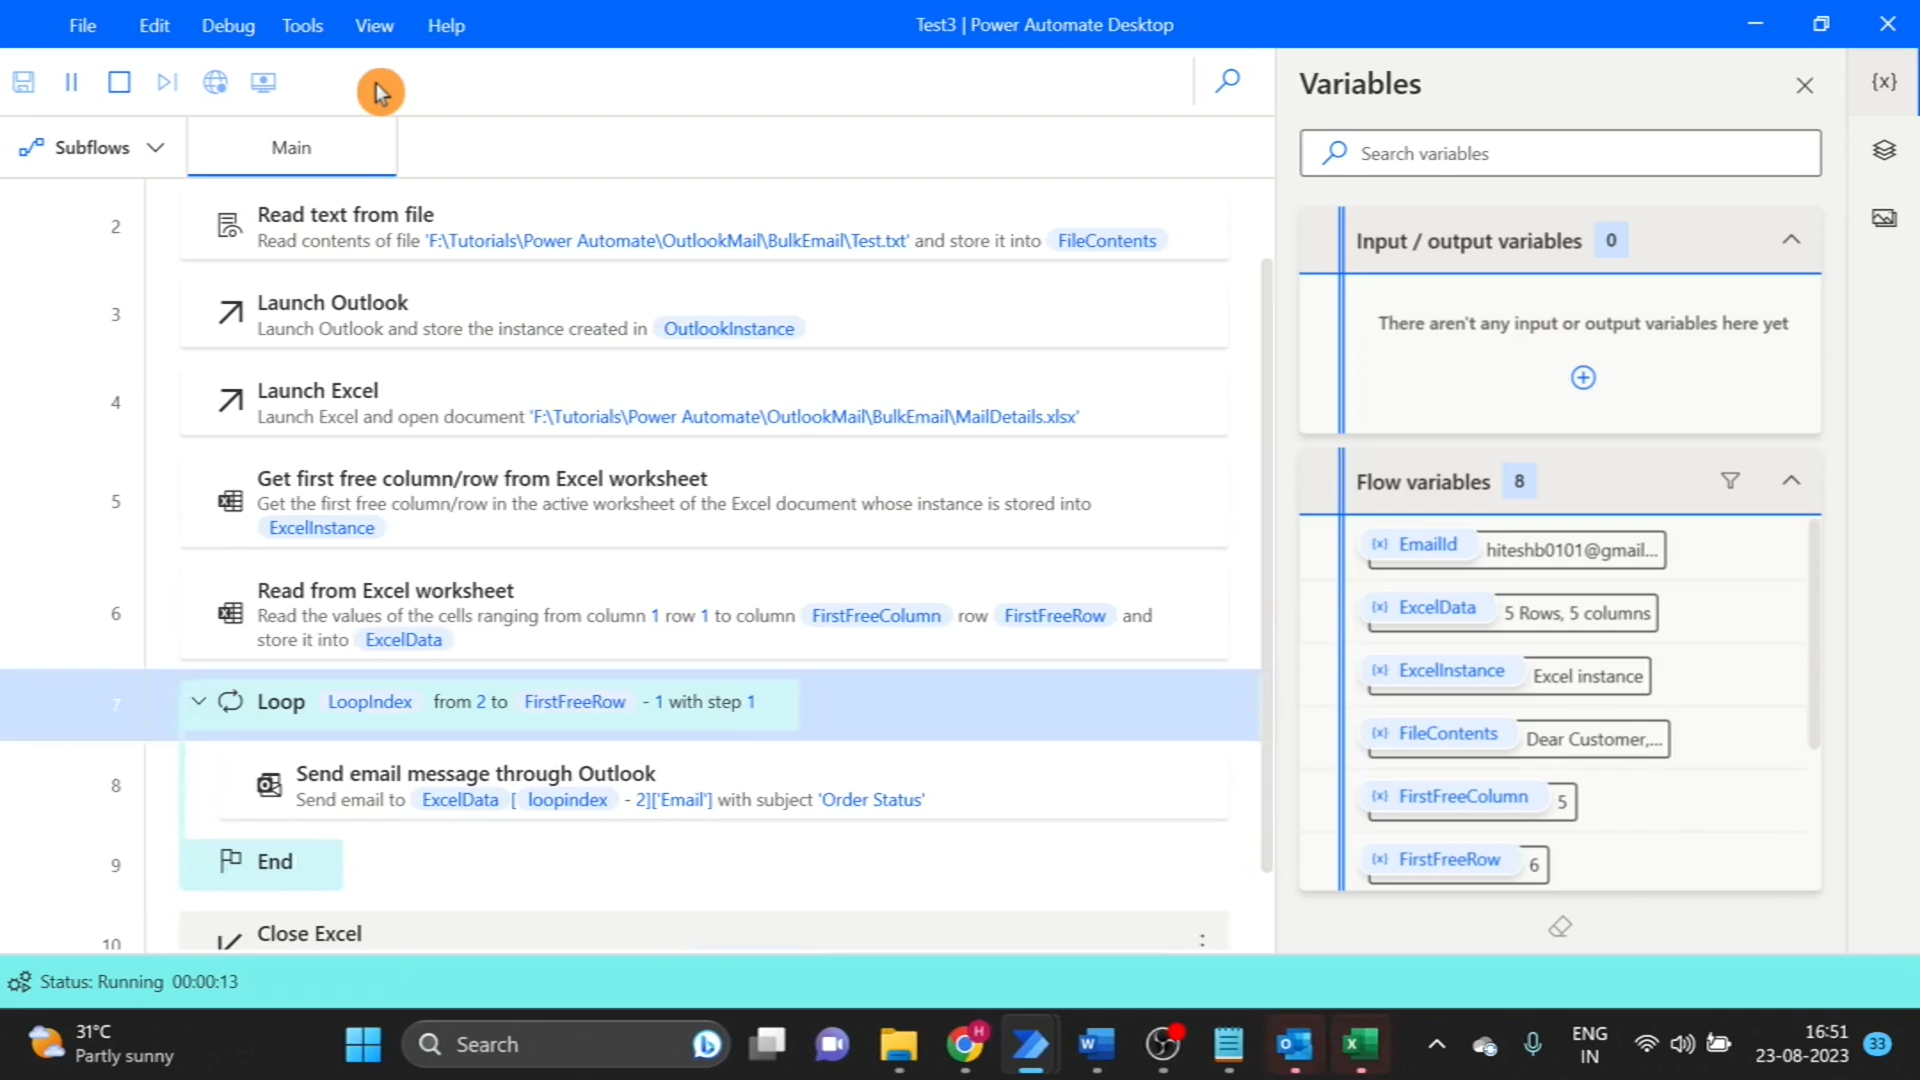 File Edit Debug Tools View Help Test3 | Power Automate Desktop
Subflows Main
2 Read text from file
Read contents of file 'F:\Tutorials\Power Automate\OutlookMail\BulkEmail\Test.txt' and store it into FileContents
3 Launch Outlook
Launch Outlook and store the instance created in OutlookInstance
4 Launch Excel
Launch Excel and open document 'F:\Tutorials\Power Automate\OutlookMail\BulkEmail\MailDetails.xlsx'
5 Get first free column/row from Excel worksheet
Get the first free column/row in the active worksheet of the Excel document whose instance is stored into
ExcelInstance
6 Read from Excel worksheet
Read the values of the cells ranging from column 1 row 1 to column FirstFreeColumn row FirstFreeRow and
store it into ExcelData
7 Loop LoopIndex from 2 to FirstFreeRow - 1 with step 1
8 Send email message through Outlook
Send email to ExcelData [ loopindex - 2]['Email'] with subject 'Order Status'
9 End
10 Close Excel
Variables
{x}
Search variables
Input / output variables 0
There aren't any input or output variables here yet
Flow variables 8
{x} EmailId hiteshb0101@gmail...
{x} ExcelData 5 Rows, 5 columns
{x} ExcelInstance Excel instance
{x} FileContents Dear Customer,...
{x} FirstFreeColumn 5
{x} FirstFreeRow 6
Status: Running 00:00:13
31°C
Partly sunny
Search
H
ENG
IN
16:51
23-08-2023
33